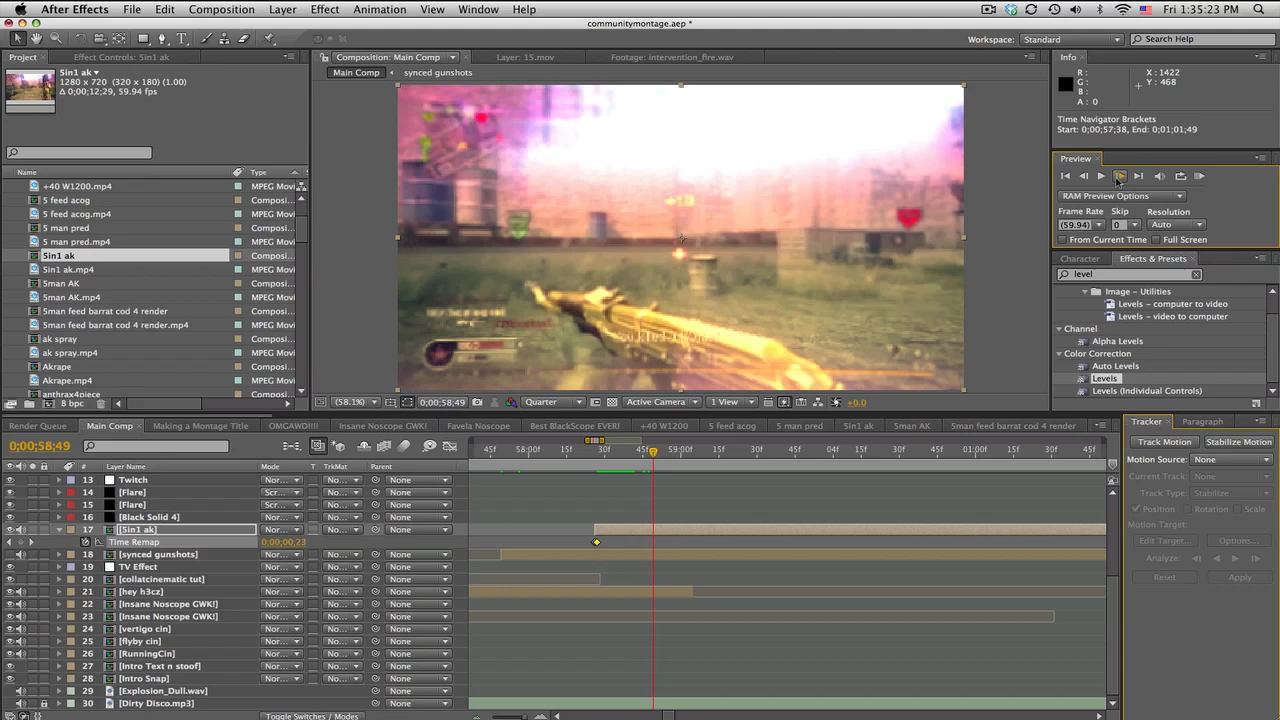 After Effects File Edit Composition Layer Effect Animation View Window Help Fri 1:35:23 PM
communitymontage.aep *
Workspace: Standard Search Help
Project Effect Controls: 5in1 ak Composition: Main Comp Layer: 15.mov Footage: intervention_fire.wav Info
Main Comp synced gunshots
5in1 ak
1280 x 720 (320 x 180) (1.00)
Δ 0;00;12;29, 59.94 fps
R :
G :
B :
A : 0
X : 1422
Y : 468
Time Navigator Brackets
Start: 0;00;57;38, End: 0;01;01;49
Preview
RAM Preview Options
Frame Rate Skip Resolution
(59.94) 0 Auto
From Current Time Full Screen
Character Effects & Presets
level
Image - Utilities
Levels - computer to video
Levels - video to computer
Channel
Alpha Levels
Color Correction
Auto Levels
Levels
Levels (Individual Controls)
Name Type
+40 W1200.mp4 MPEG Movi
5 feed acog Composi...
5 feed acog.mp4 MPEG Movi
5 man pred Composi...
5 man pred.mp4 MPEG Movi
5in1 ak Composi...
5in1 ak.mp4 MPEG Movi
5man AK Composi...
5man AK.mp4 MPEG Movi
5man feed barrat cod 4 render Composi...
5man feed barrat cod 4 render.mp4 MPEG Movi
ak spray Composi...
ak spray.mp4 MPEG Movi
Akrape Composi...
Akrape.mp4 MPEG Movi
anthrax4piece Composi...
8 bpc
(58.1%) 0;00;58;49 Quarter Active Camera 1 View +0.0
Render Queue Main Comp Making a Montage Title OMGAWD!!! Insane Noscope GWK! Favela Noscope Best BlackScope EVER! +40 W1200 5 feed acog 5 man pred 5in1 ak 5man AK 5man feed barrat cod 4 render
0;00;58;49
45f 58:00f 15f 30f 45f 59:00f 15f 30f 45f 01:00f 15f 30f 45f
# Layer Name Mode T TrkMat Parent
13 Twitch Nor... No... None
14 [Flare] Scr... No... None
15 [Flare] Scr... No... None
16 [Black Solid 4] Nor... No... None
17 [5in1 ak] Nor... No... None
Time Remap 0;00;00;23
18 [synced gunshots] Nor... No... None
19 TV Effect Nor... No... None
20 [collatcinematic tut] Nor... No... None
21 [hey h3cz] Nor... No... None
22 [Insane Noscope GWK!] Nor... No... None
23 [Insane Noscope GWK!] Nor... No... None
24 [vertigo cin] Nor... No... None
25 [flyby cin] Nor... No... None
26 [RunningCin] Nor... No... None
27 [Intro Text n stoof] Nor... No... None
28 [Intro Snap] Nor... No... None
29 [Explosion_Dull.wav] None
30 [Dirty Disco.mp3] None
Toggle Switches / Modes
Tracker Paragraph
Track Motion Stabilize Motion
Motion Source: None
Current Track: None
Track Type: Stabilize
Position Rotation Scale
Motion Target:
Edit Target... Options...
Analyze:
Reset Apply